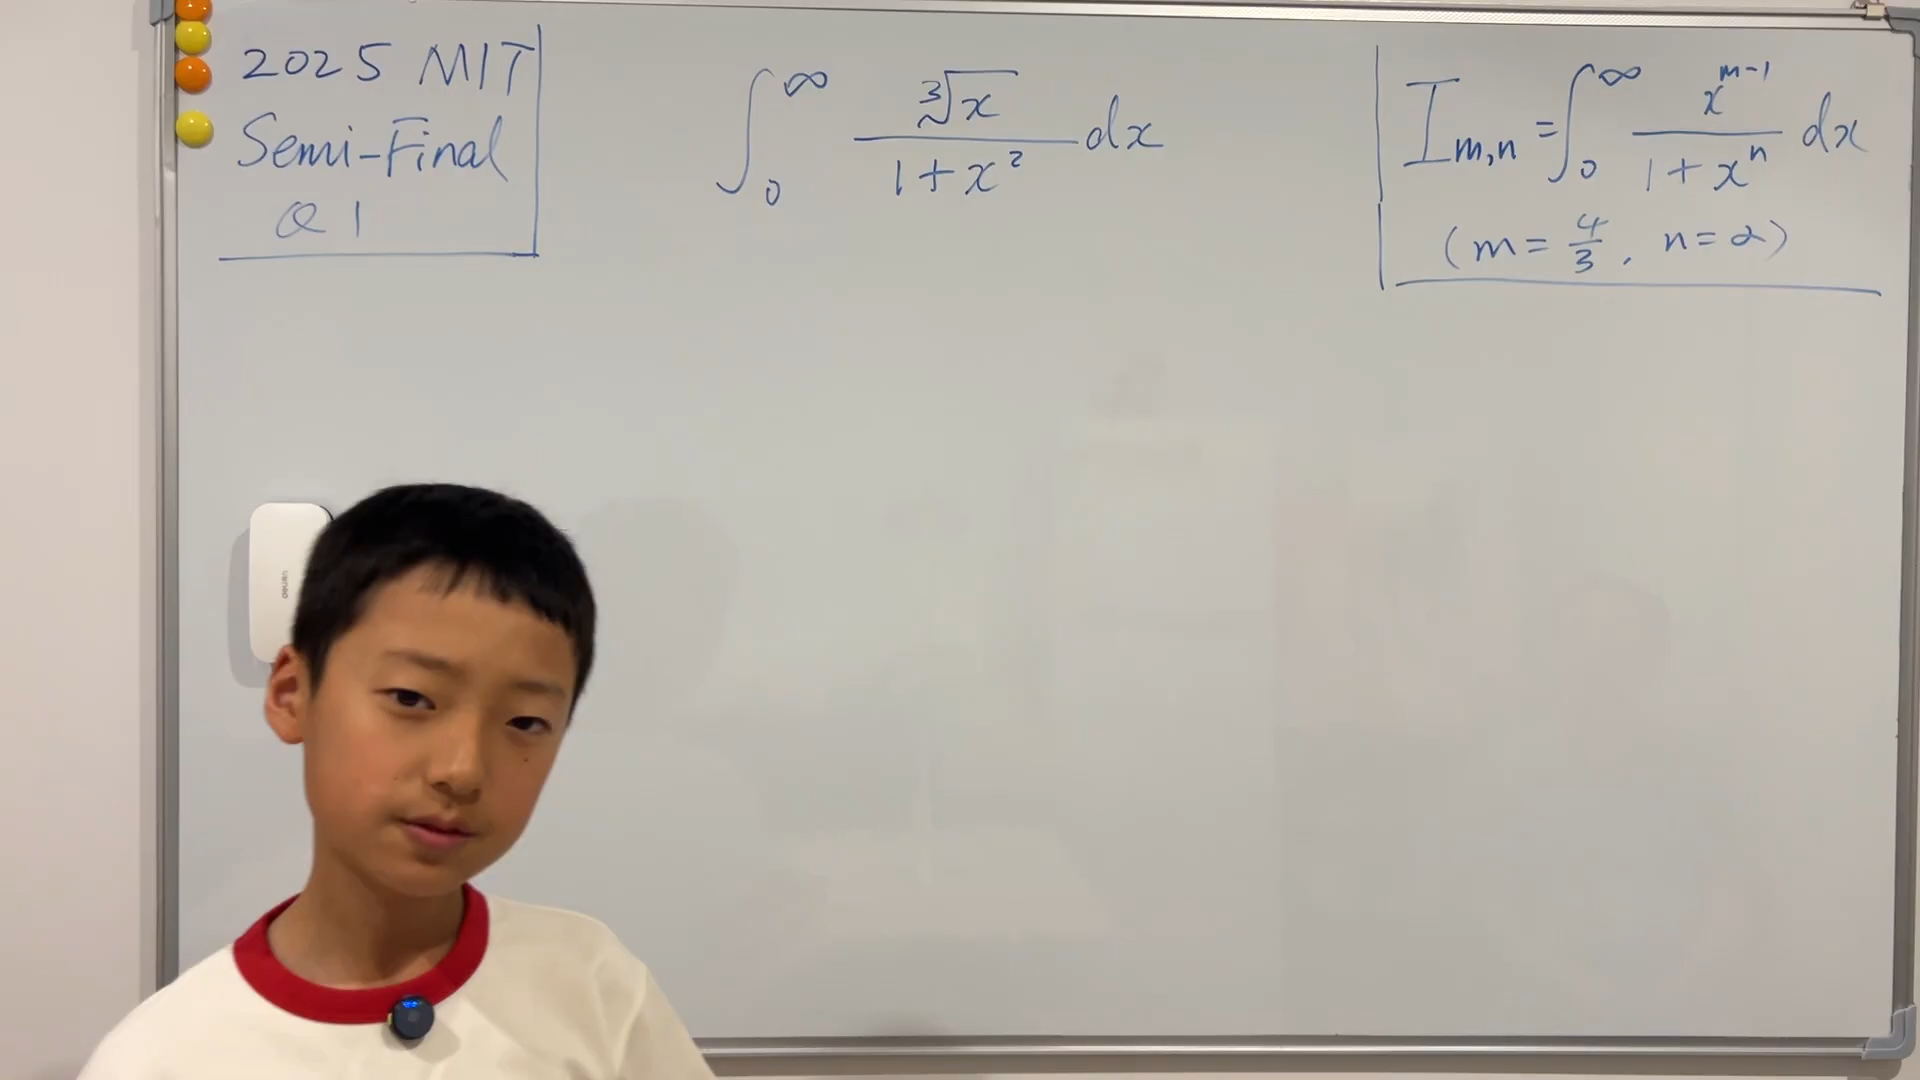 2025 MIT
Semi-Final
Q1
∫₀^∞ ∛x / (1+x²) dx
I_{m,n} = ∫₀^∞ x^{m-1} / (1+x^n) dx
(m = 4/3, n = 2)